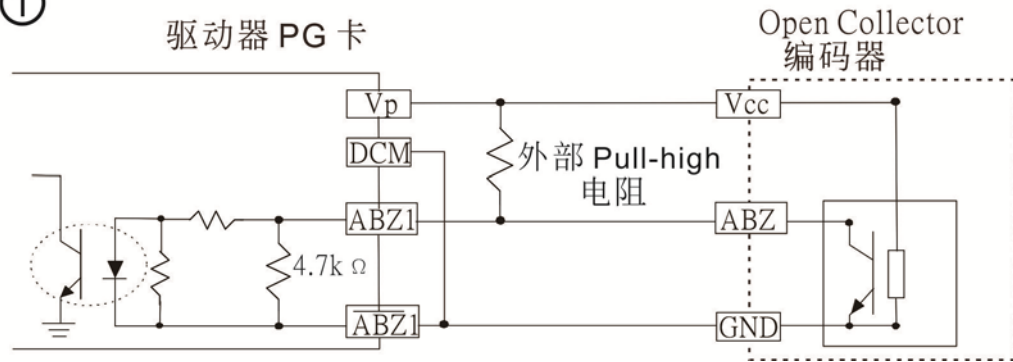 ①
驱动器 PG 卡
Open Collector
编码器
Vp
Vcc
DCM
外部 Pull-high
电阻
ABZ1
ABZ
4.7k Ω
A̅B̅Z̅1
GND